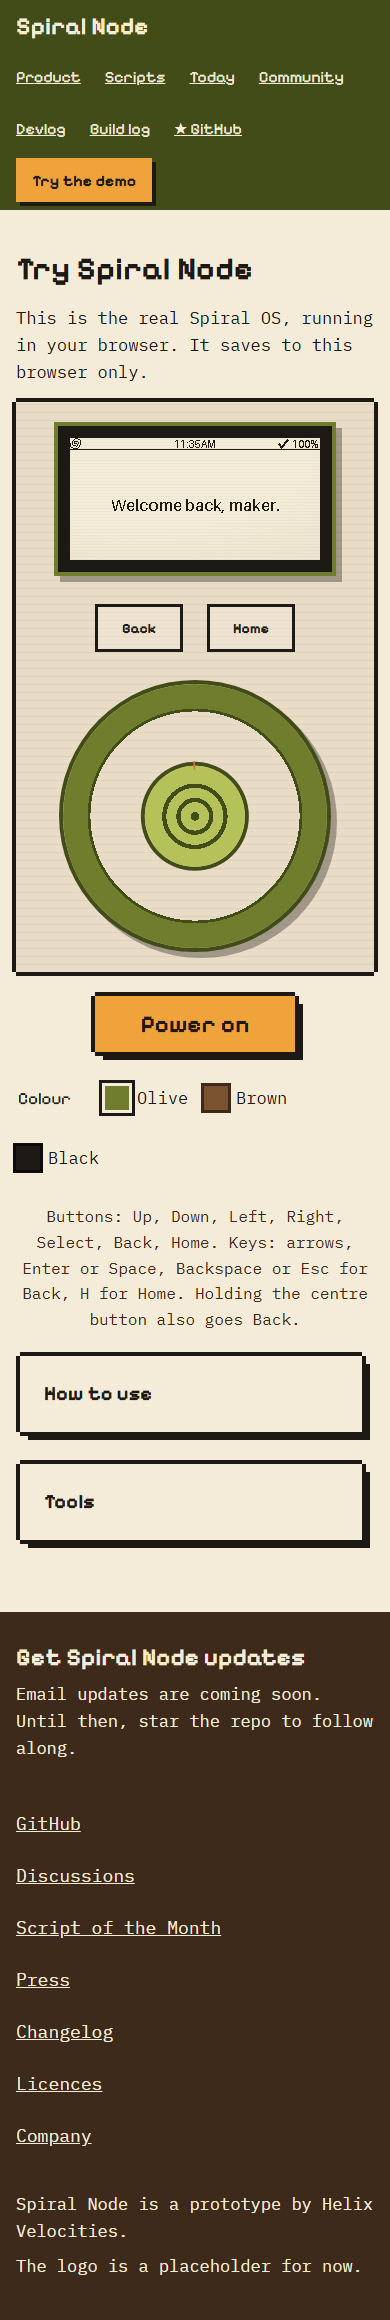 Spiral Node
Product Scripts Today Community
Devlog Build log ★ GitHub
Try the demo
Try Spiral Node
This is the real Spiral OS, running
in your browser. It saves to this
browser only.
11:36AM 100%
Welcome back, maker.
Back Home
Power on
Colour Olive Brown
Black
Buttons: Up, Down, Left, Right,
Select, Back, Home. Keys: arrows,
Enter or Space, Backspace or Esc for
Back, H for Home. Holding the centre
button also goes Back.
How to use
Tools
Get Spiral Node updates
Email updates are coming soon.
Until then, star the repo to follow
along.
GitHub
Discussions
Script of the Month
Press
Changelog
Licences
Company
Spiral Node is a prototype by Helix
Velocities.
The logo is a placeholder for now.